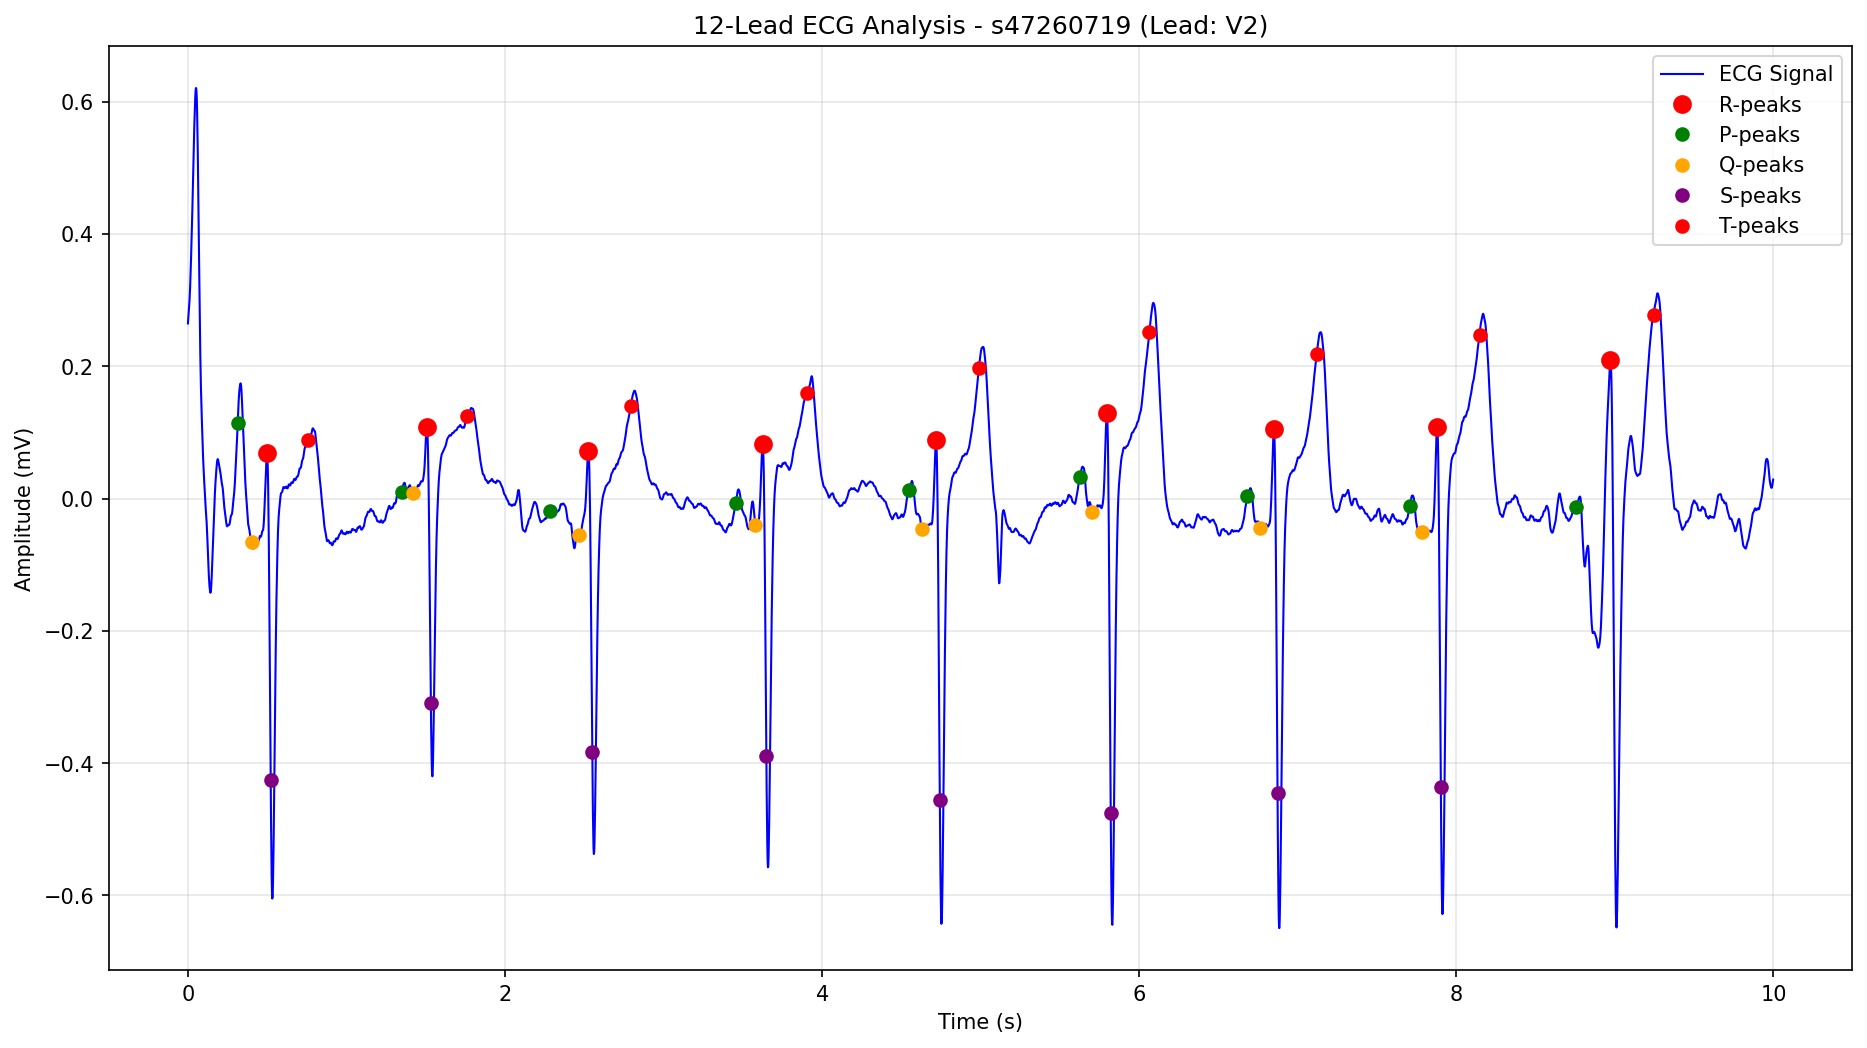 12-Lead ECG Analysis - s47260719 (Lead: V2)
ECG Signal
R-peaks
P-peaks
Q-peaks
S-peaks
T-peaks
0.6
0.4
0.2
0.0
−0.2
−0.4
−0.6
Amplitude (mV)
0 2 4 6 8 10
Time (s)